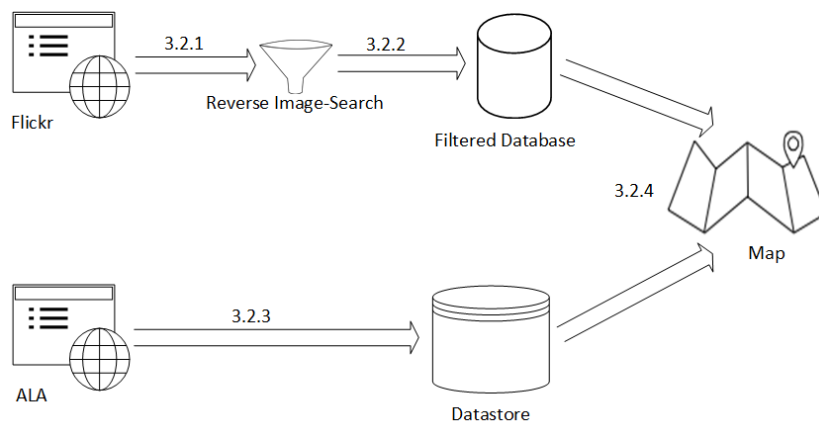 3.2.1
3.2.2
Reverse Image-Search
Flickr
Filtered Database
3.2.4
Map
3.2.3
ALA
Datastore